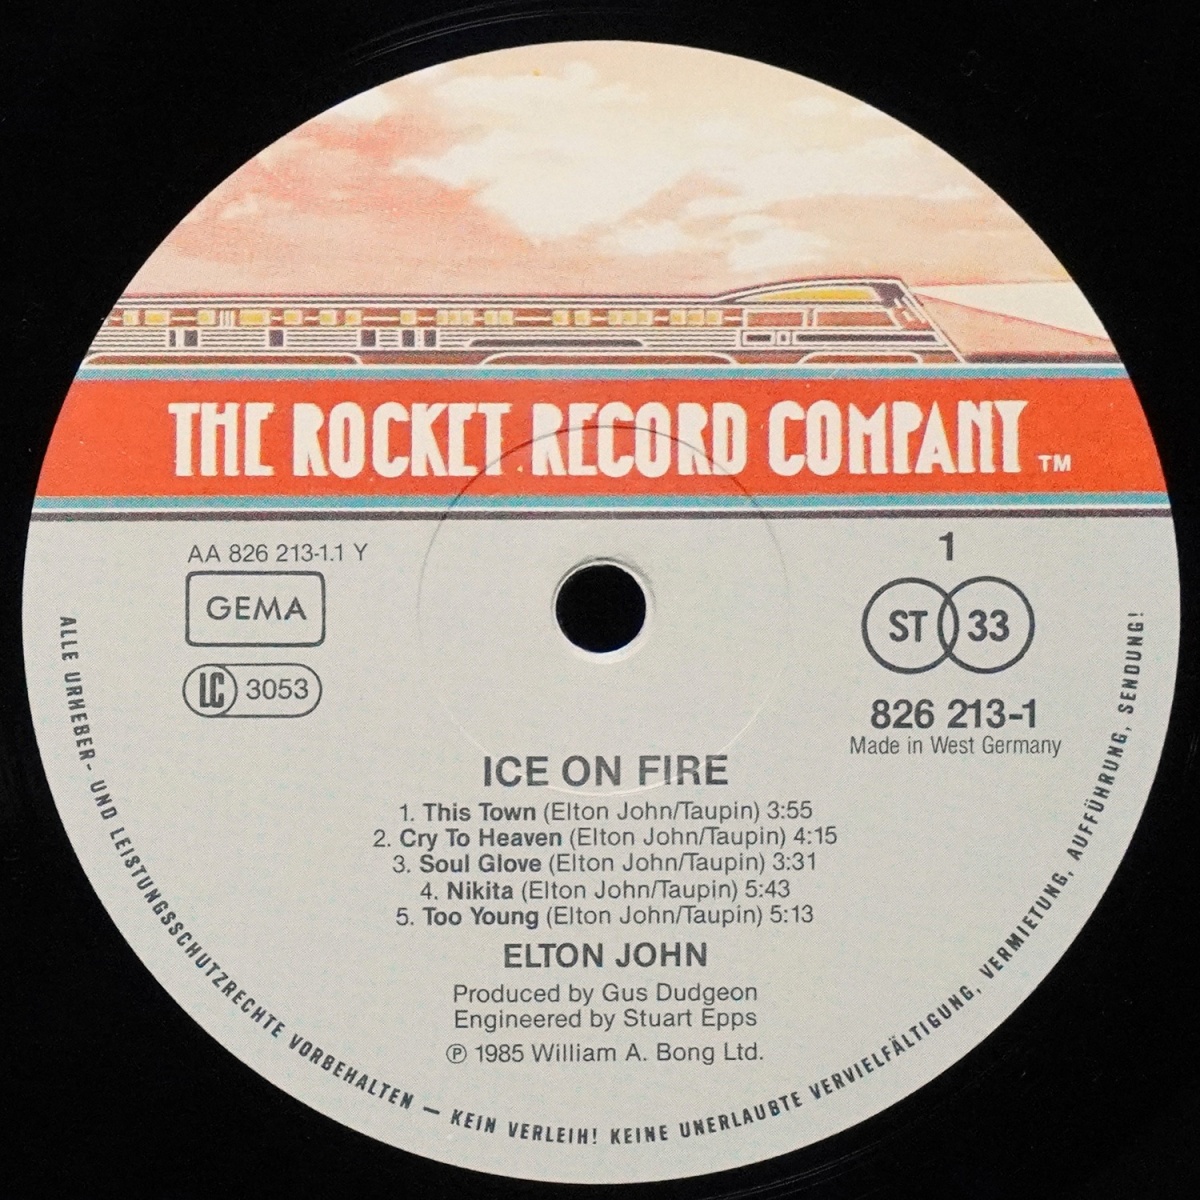 THE ROCKET RECORD COMPANY TM
AA 826 213-1.1 Y
GEMA
LC 3053
1
ST 33
826 213-1
Made in West Germany
ICE ON FIRE
1. This Town (Elton John/Taupin) 3:55
2. Cry To Heaven (Elton John/Taupin) 4:15
3. Soul Glove (Elton John/Taupin) 3:31
4. Nikita (Elton John/Taupin) 5:43
5. Too Young (Elton John/Taupin) 5:13
ELTON JOHN
Produced by Gus Dudgeon
Engineered by Stuart Epps
℗ 1985 William A. Bong Ltd.
ALLE URHEBER- UND LEISTUNGSSCHUTZRECHTE VORBEHALTEN – KEIN VERLEIH! KEINE UNERLAUBTE VERVIELFÄLTIGUNG, VERMIETUNG, AUFFÜHRUNG, SENDUNG!